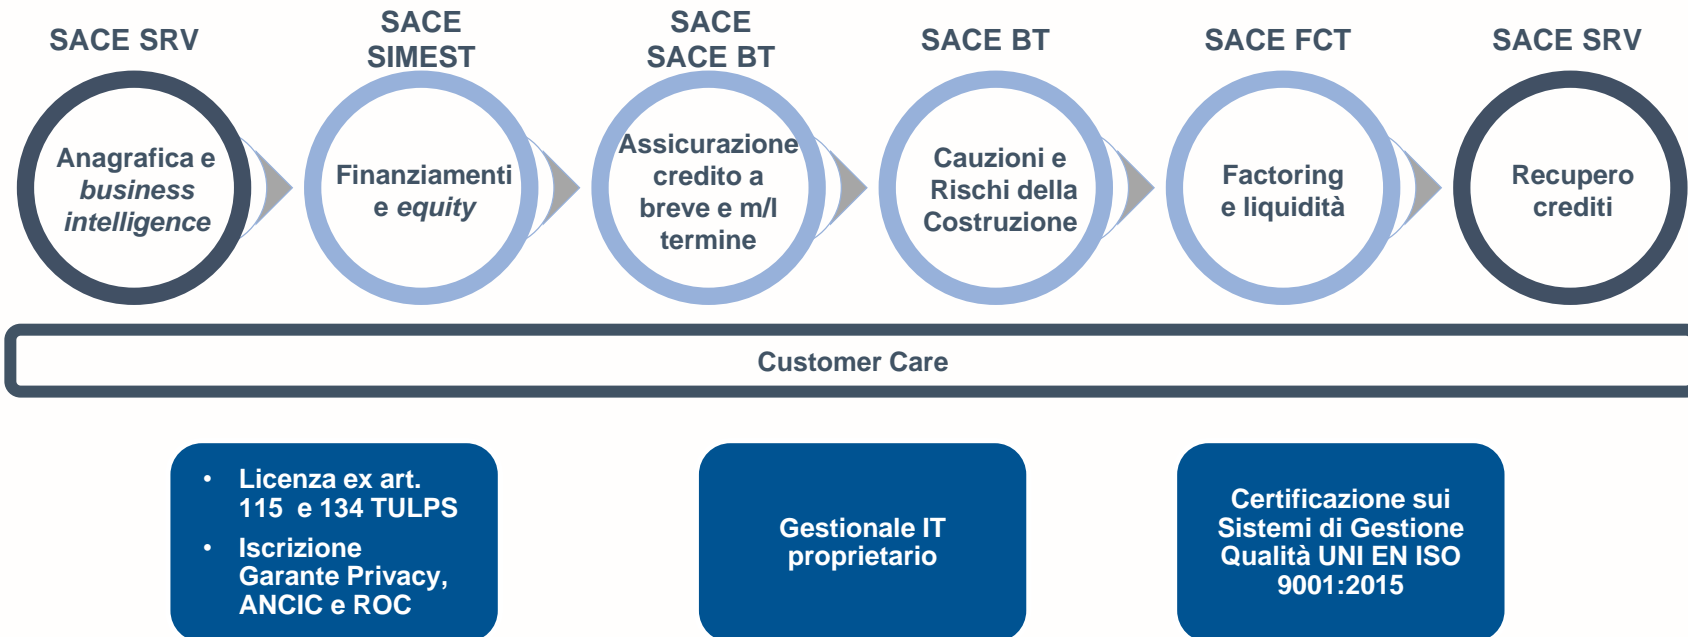 SACE SRV
Anagrafica e
business
intelligence
SACE
SIMEST
Finanziamenti
e equity
SACE
SACE BT
Assicurazione
credito a
breve e m/l
termine
SACE BT
Cauzioni e
Rischi della
Costruzione
SACE FCT
Factoring
e liquidità
SACE SRV
Recupero
crediti
Customer Care
• Licenza ex art.
115 e 134 TULPS
• Iscrizione
Garante Privacy,
ANCIC e ROC
Gestionale IT
proprietario
Certificazione sui
Sistemi di Gestione
Qualità UNI EN ISO
9001:2015